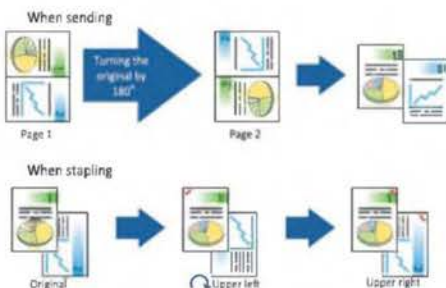 When sending
Turning the
original by
180°
Page 1
Page 2
When stapling
Original
Upper left
Upper right